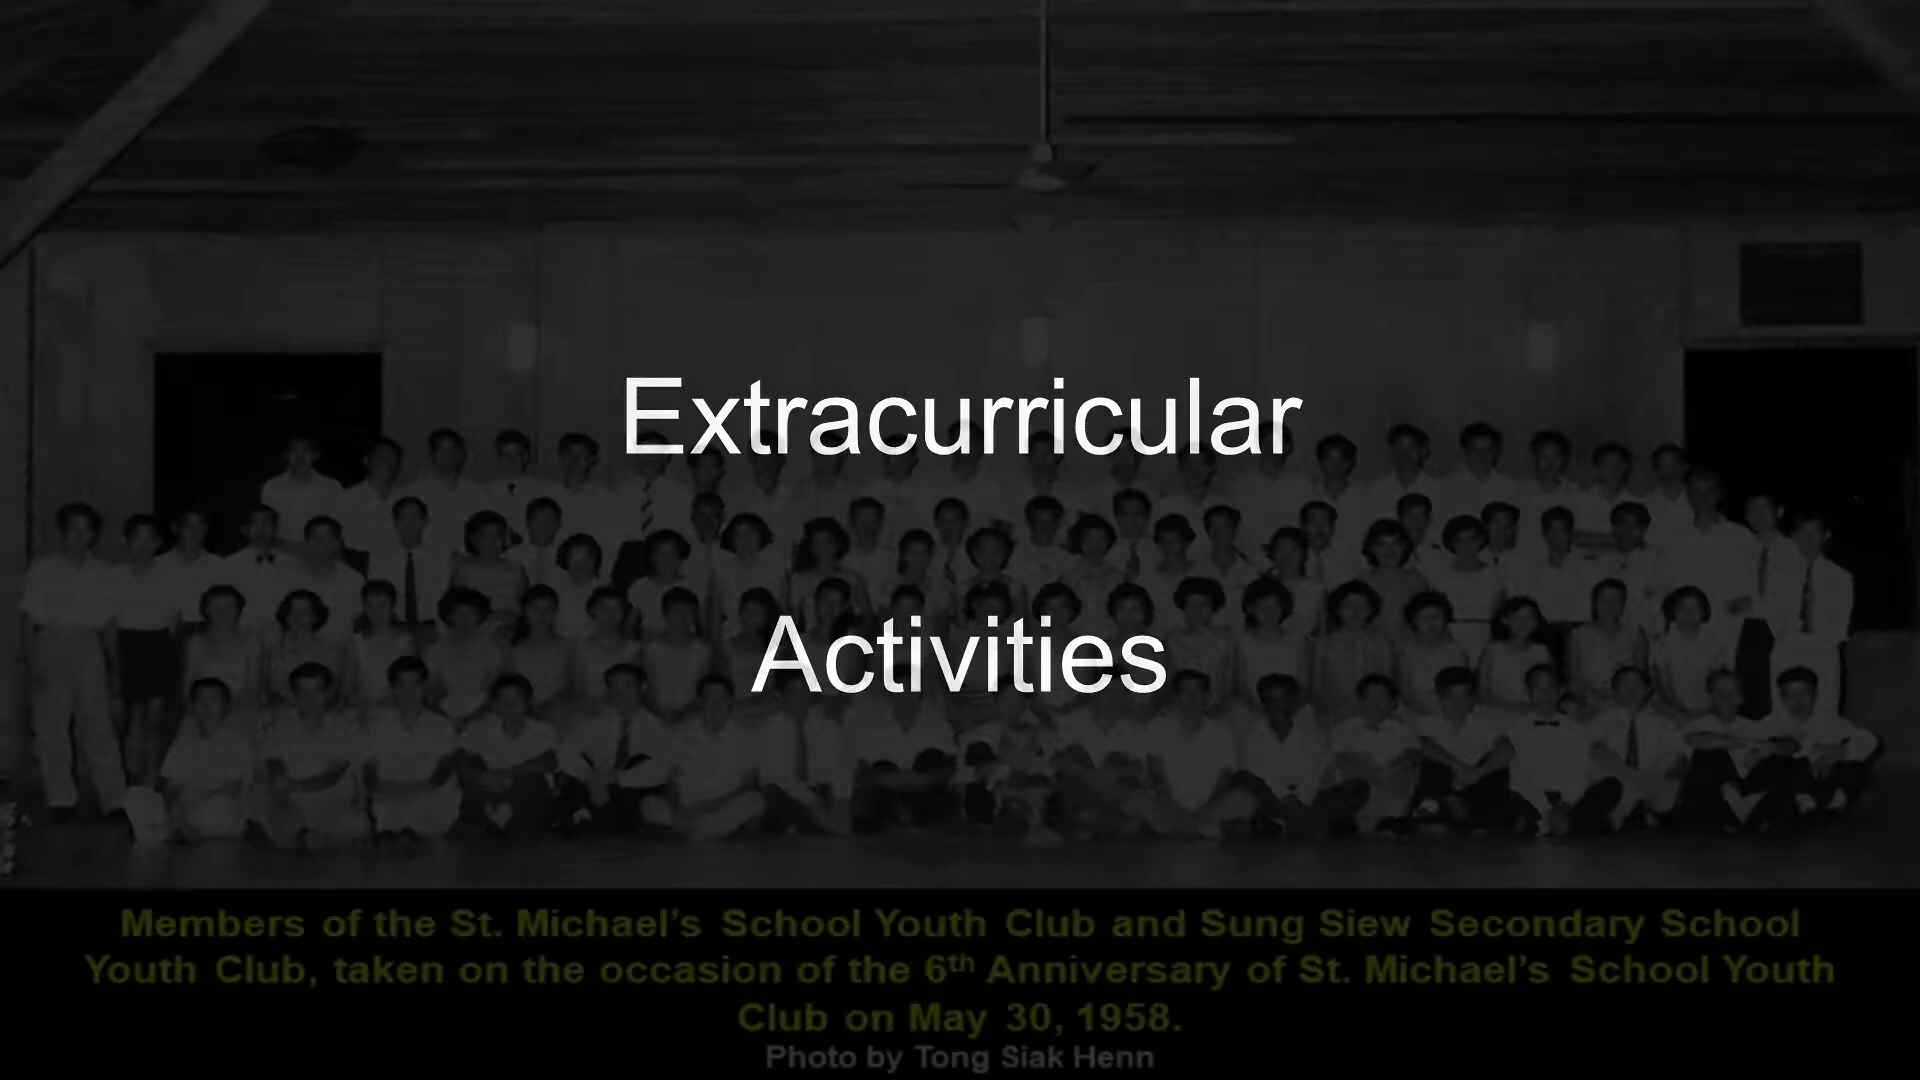 Extracurricular
Activities
Members of the St. Michael’s School Youth Club and Sung Siew Secondary School
Youth Club, taken on the occasion of the 6th Anniversary of St. Michael’s School Youth
Club on May 30, 1958.
Photo by Tong Siak Henn